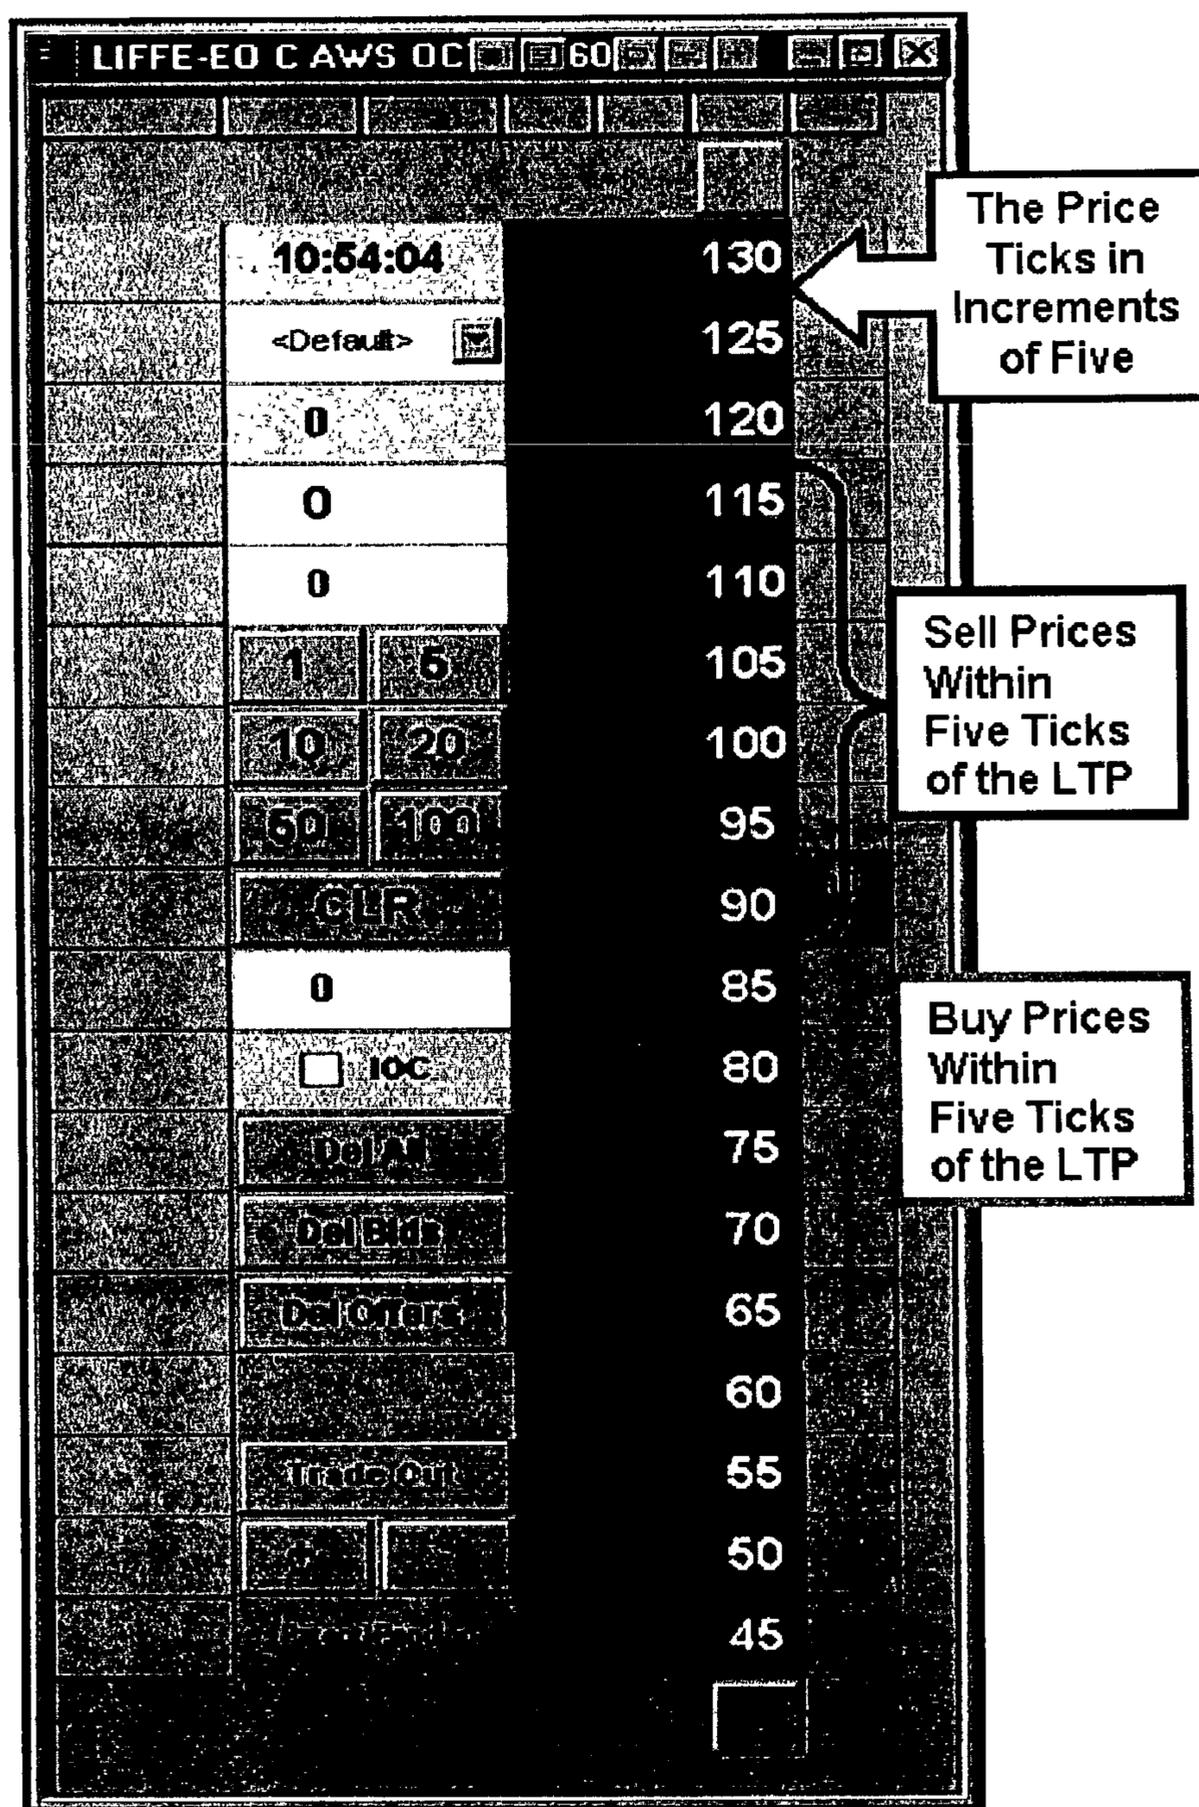 LIFFE-EO C AWS OC 60
The Price
Ticks in
Increments
of Five
10:54:04 130
<Default> 125
0 120
0 115
0 110
1 5 105
10 20 100
50 100 95
CLR 90
0 85
IOC 80
Del All 75
Del Bids 70
Del Offers 65
60
Trade Out 55
+ 50
45
Sell Prices
Within
Five Ticks
of the LTP
Buy Prices
Within
Five Ticks
of the LTP